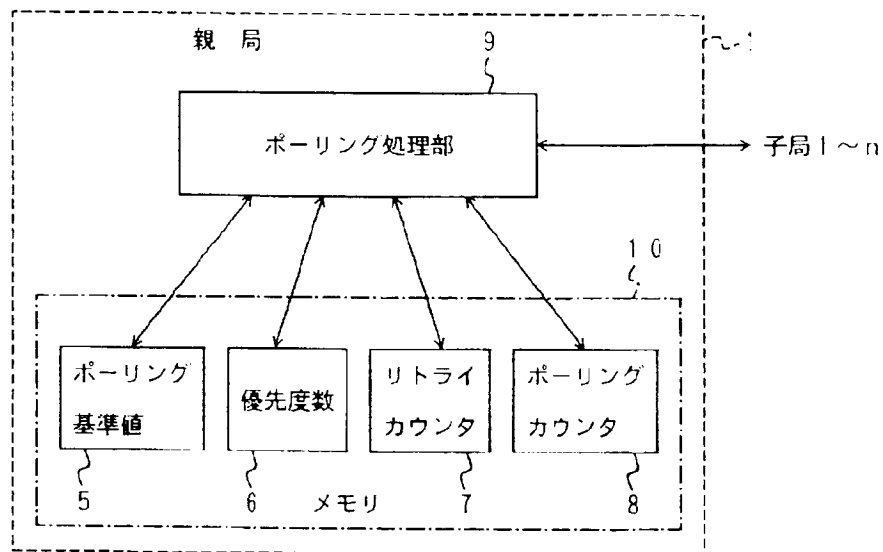 親局
9
1
ポーリング処理部
子局1～n
10
ポーリング
基準値
優先度数
リトライ
カウンタ
ポーリング
カウンタ
5
6
メモリ
7
8